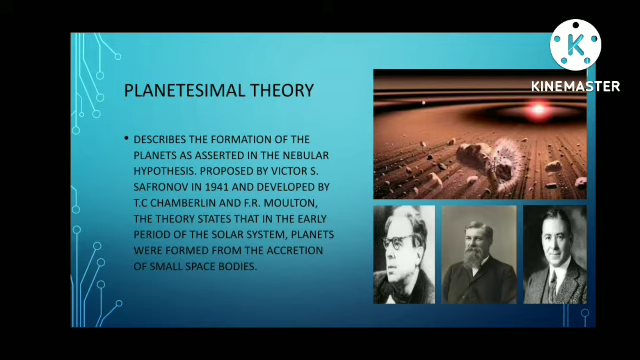 KINEMASTER
PLANETESIMAL THEORY
• DESCRIBES THE FORMATION OF THE
PLANETS AS ASSERTED IN THE NEBULAR
HYPOTHESIS. PROPOSED BY VICTOR S.
SAFRONOV IN 1941 AND DEVELOPED BY
T.C CHAMBERLIN AND F.R. MOULTON,
THE THEORY STATES THAT IN THE EARLY
PERIOD OF THE SOLAR SYSTEM, PLANETS
WERE FORMED FROM THE ACCRETION
OF SMALL SPACE BODIES.